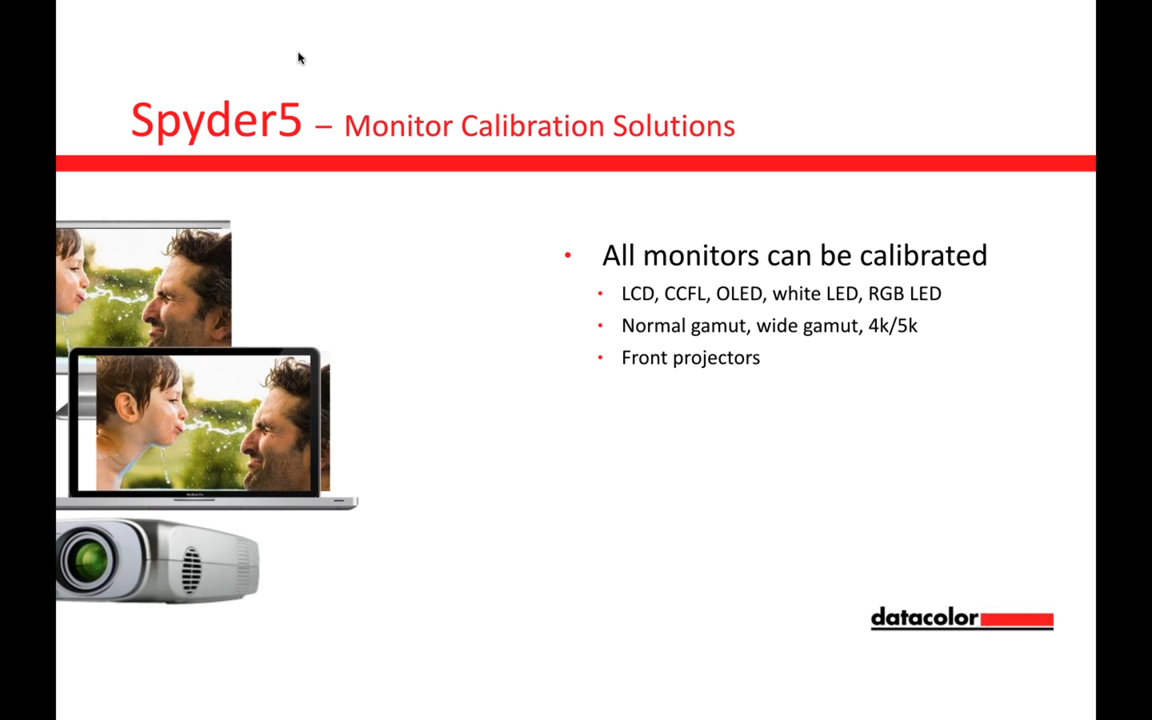 Spyder5 – Monitor Calibration Solutions
• All monitors can be calibrated
• LCD, CCFL, OLED, white LED, RGB LED
• Normal gamut, wide gamut, 4k/5k
• Front projectors
datacolor